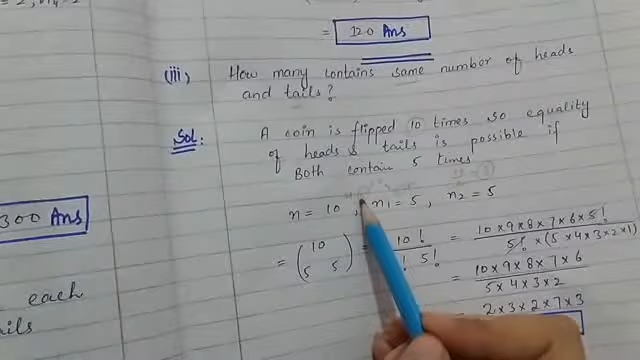 = 120 Ans
(iii) How many contains same number of heads
and tails?
Sol: A coin is flipped 10 times so equality
of heads & tails is possible if
Both contain 5 times
300 Ans
n = 10 , n1 = 5, n2 = 5
= (10 5 5) = 10! ! 5! = 10×9×8×7×6×5! 5! × (5×4×3×2×1)
= 10×9×8×7×6 5×4×3×2
2×3×2×7×3
each